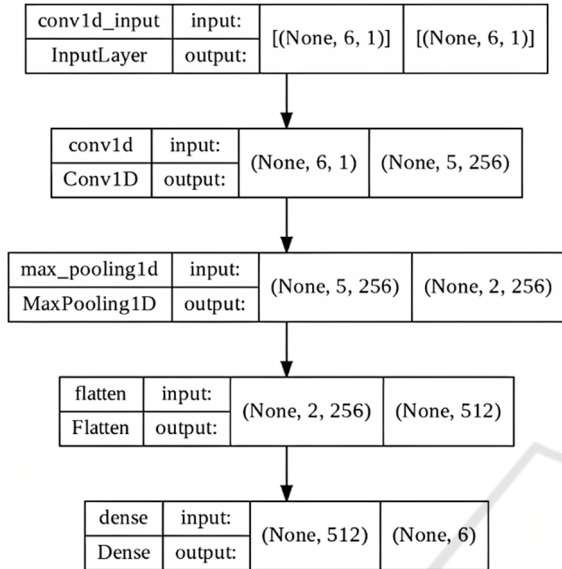 conv1d_input input: [(None, 6, 1)] [(None, 6, 1)]
InputLayer output:
conv1d input: (None, 6, 1) (None, 5, 256)
Conv1D output:
max_pooling1d input: (None, 5, 256) (None, 2, 256)
MaxPooling1D output:
flatten input: (None, 2, 256) (None, 512)
Flatten output:
dense input: (None, 512) (None, 6)
Dense output: